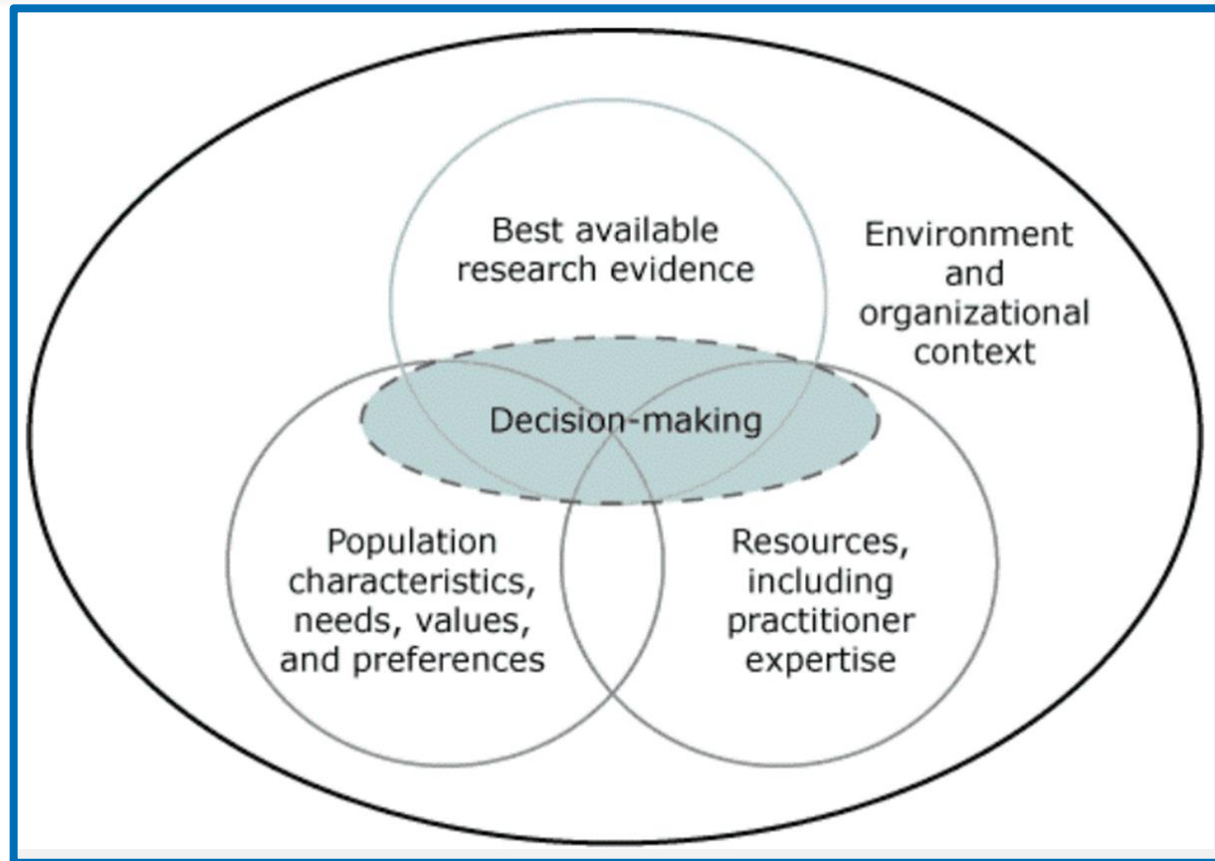 Best available
research evidence
Environment
and
organizational
context
Decision-making
Population
characteristics,
needs, values,
and preferences
Resources,
including
practitioner
expertise